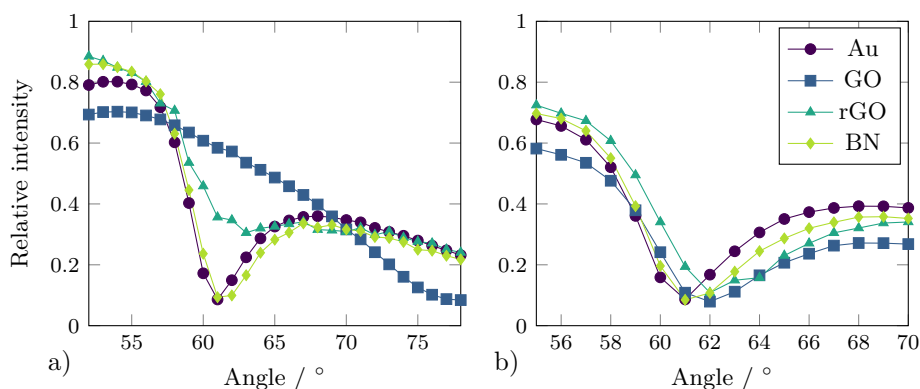 Relative intensity
1
0.8
0.6
0.4
0.2
0
55 60 65 70 75
Angle / °
a)
1
0.8
0.6
0.4
0.2
0
56 58 60 62 64 66 68 70
Angle / °
b)
Au
GO
rGO
BN